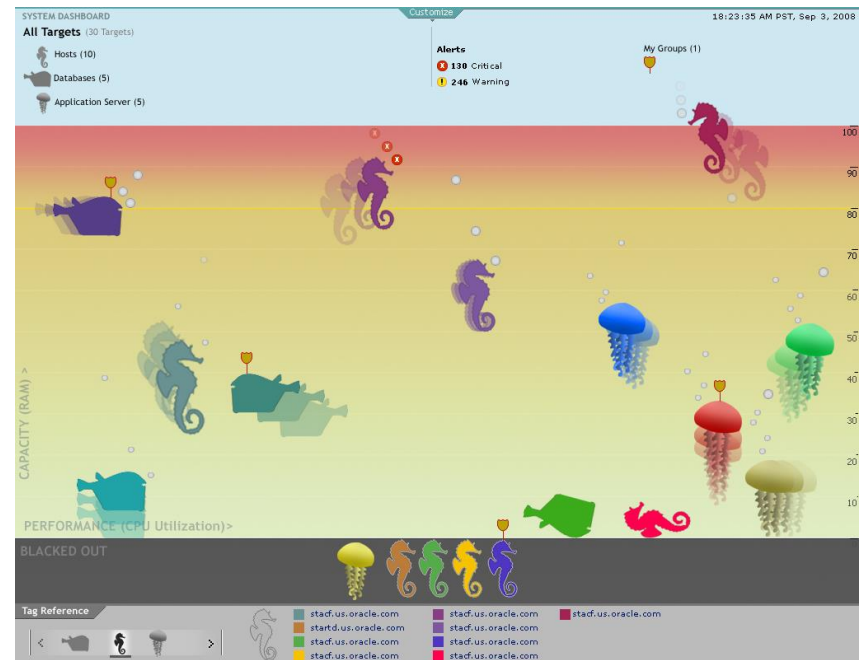 SYSTEM DASHBOARD
Customize
18:23:35 AM PST, Sep 3, 2008
All Targets (30 Targets)
Hosts (10)
Databases (5)
Application Server (5)
Alerts
130 Critical
246 Warning
My Groups (1)
100
90
80
70
60
50
40
30
20
10
CAPACITY (RAM) >
PERFORMANCE (CPU Utilization)>
BLACKED OUT
Tag Reference
< >
stacf.us.oracle.com stacf.us.oracle.com stacf.us.oracle.com
startd.us.oracle.com stacf.us.oracle.com
stacf.us.oracle.com stacf.us.oracle.com
stacf.us.oracle.com stacf.us.oracle.com